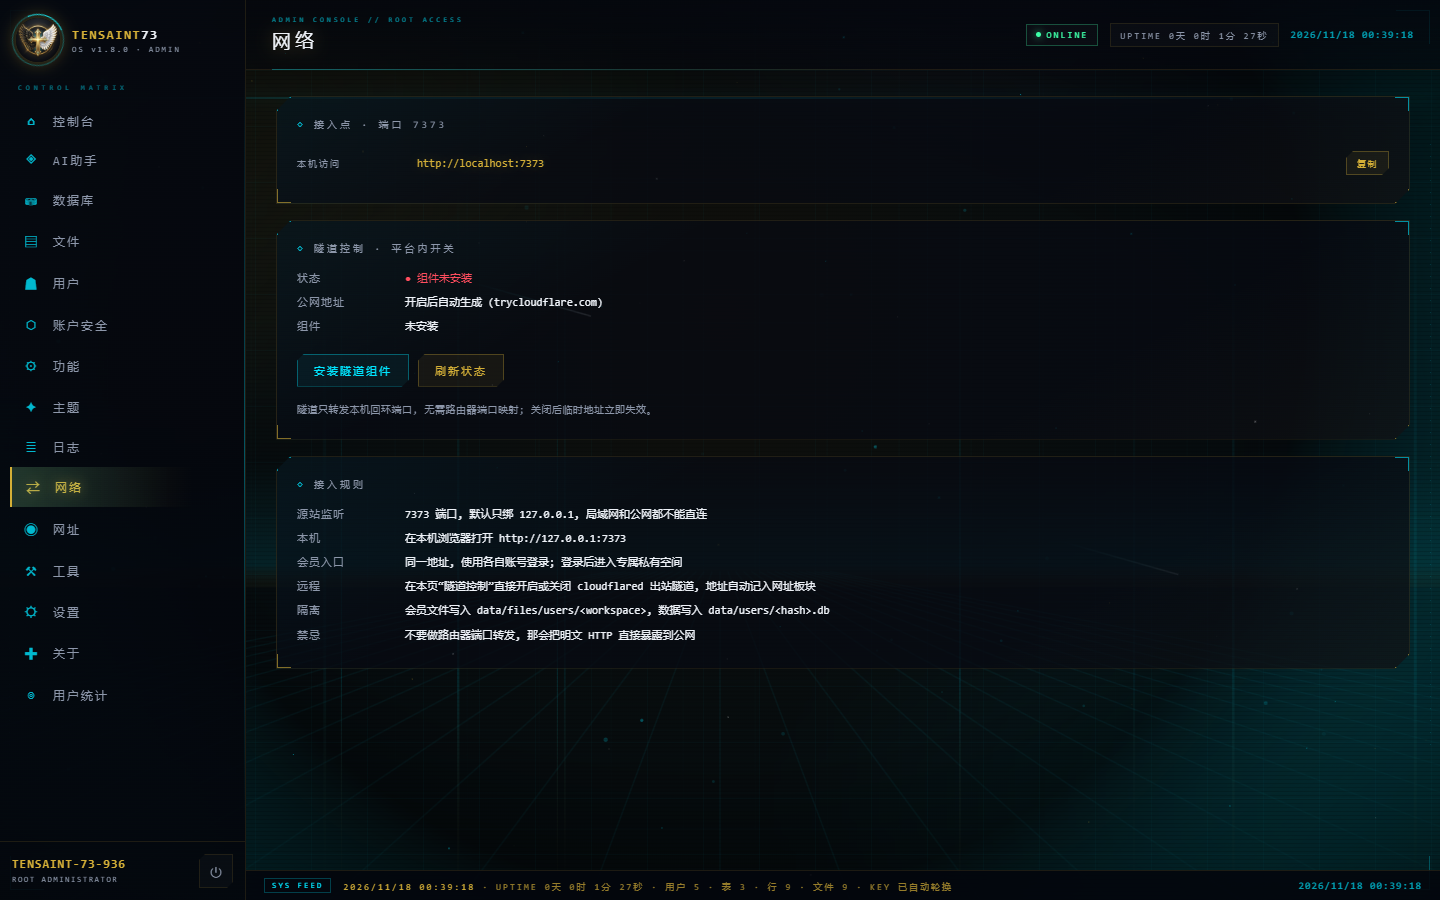 TENSAINT73
OS v1.8.0 · ADMIN
CONTROL MATRIX
控制台
AI助手
数据库
文件
用户
账户安全
功能
主题
日志
网络
网址
工具
设置
关于
用户统计
TENSAINT-73-936
ROOT ADMINISTRATOR
ADMIN CONSOLE // ROOT ACCESS
网络
ONLINE
UPTIME 0天 0时 1分 27秒
2026/11/18 00:39:18
接入点 · 端口 7373
本机访问 http://localhost:7373 复制
隧道控制 · 平台内开关
状态 ● 组件未安装
公网地址 开启后自动生成 (trycloudflare.com)
组件 未安装
安装隧道组件 刷新状态
隧道只转发本机回环端口, 无需路由器端口映射; 关闭后临时地址立即失效。
接入规则
源站监听 7373 端口, 默认只绑 127.0.0.1, 局域网和公网都不能直连
本机 在本机浏览器打开 http://127.0.0.1:7373
会员入口 同一地址, 使用各自账号登录; 登录后进入专属私有空间
远程 在本页“隧道控制”直接开启或关闭 cloudflared 出站隧道, 地址自动记入网址板块
隔离 会员文件写入 data/files/users/<workspace>, 数据写入 data/users/<hash>.db
禁忌 不要做路由器端口转发, 那会把明文 HTTP 直接暴露到公网
SYS FEED 2026/11/18 00:39:18 · UPTIME 0天 0时 1分 27秒 · 用户 5 · 表 3 · 行 9 · 文件 9 · KEY 已自动轮换 2026/11/18 00:39:18